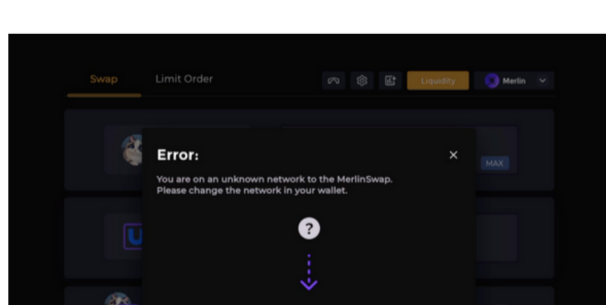 Swap
Limit Order
Liquidity
Merlin
MAX
Error:
You are on an unknown network to the MerlinSwap.
Please change the network in your wallet.
?
U